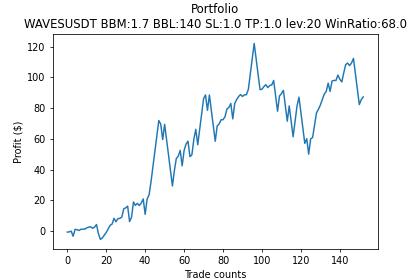 Portfolio
WAVESUSDT BBM:1.7 BBL:140 SL:1.0 TP:1.0 lev:20 WinRatio:68.0
120
100
80
60
40
20
0
Profit ($)
0 20 40 60 80 100 120 140
Trade counts